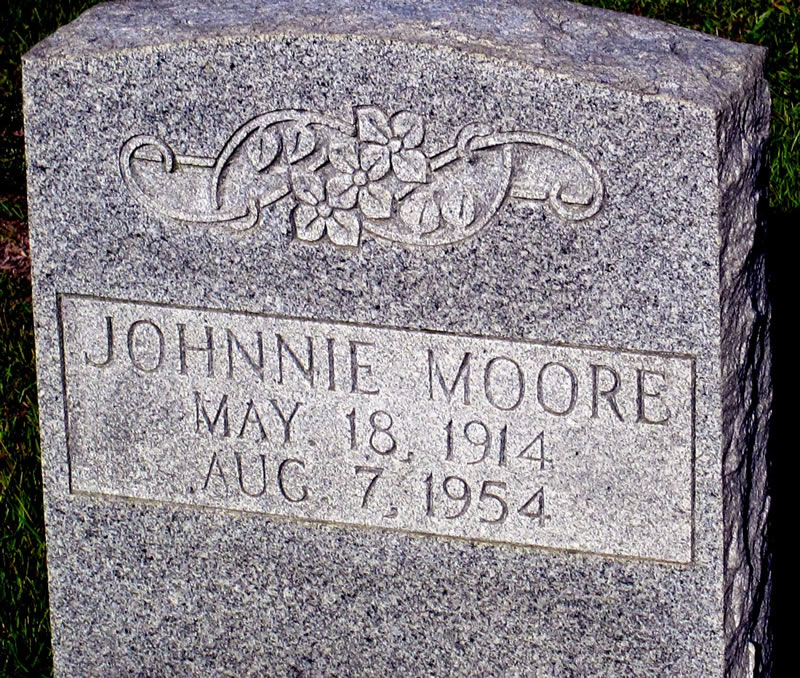 JOHNNIE MOORE
MAY 18, 1914
AUG 7, 1954